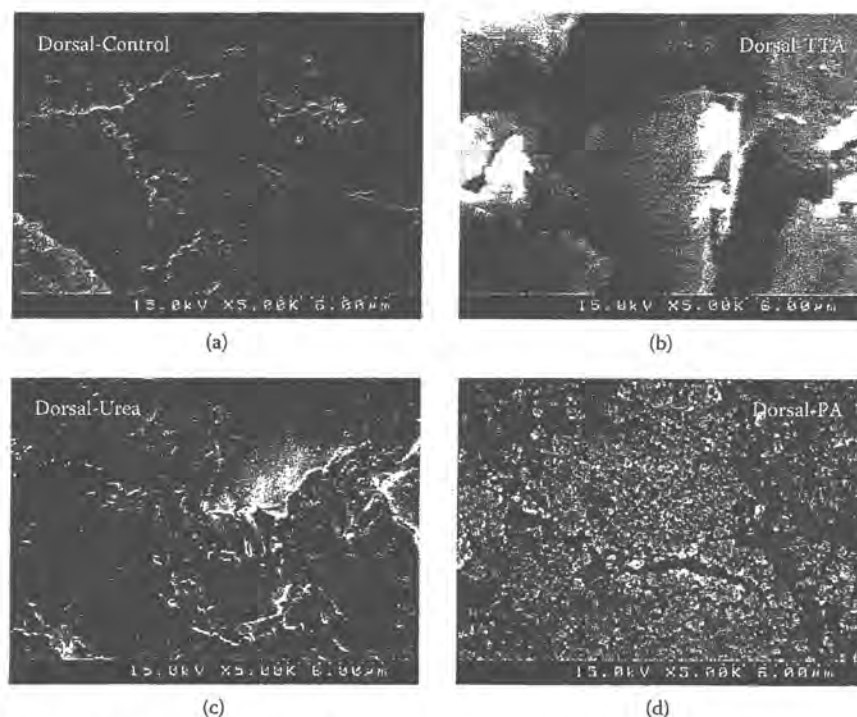 Dorsal-Control
15.0kV X5.00K 6.00μm
(a)
Dorsal-TTA
15.0kV X5.00K 6.00μm
(b)
Dorsal-Urea
15.0kV X5.00K 6.00μm
(c)
Dorsal-PA
15.0kV X5.00K 6.00μm
(d)